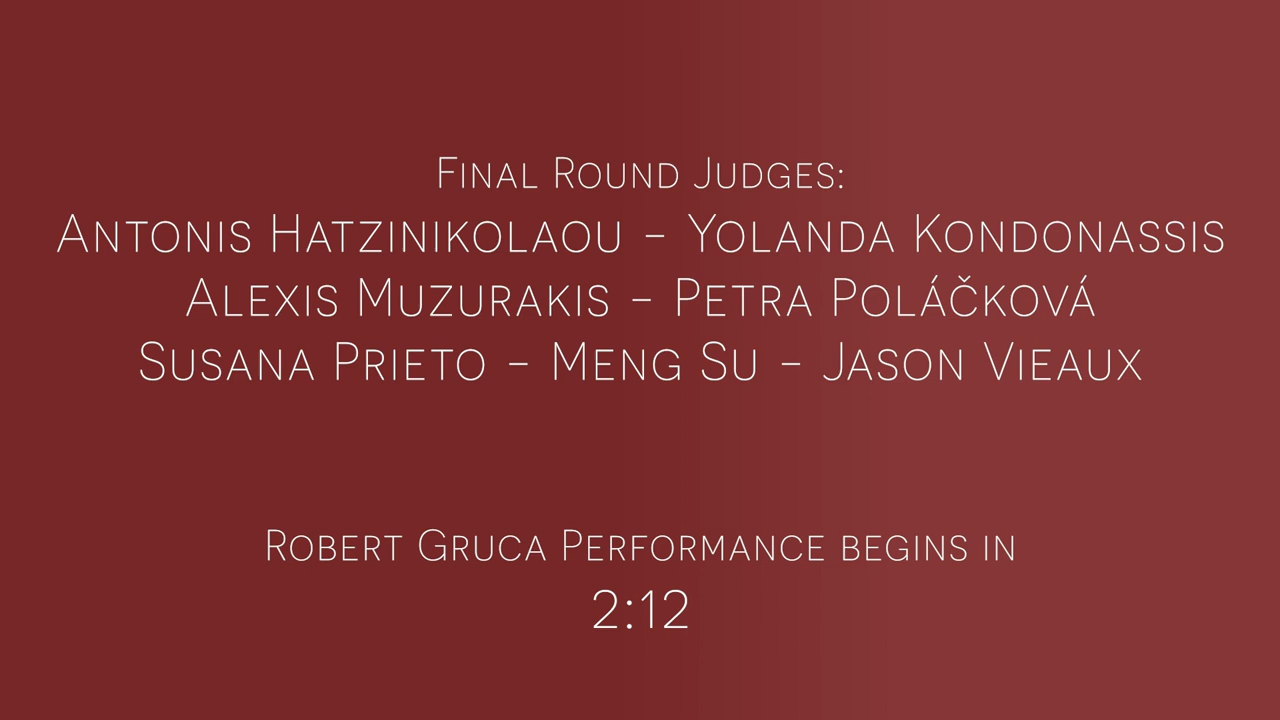 Final Round Judges:
Antonis Hatzinikolaou – Yolanda Kondonassis
Alexis Muzurakis – Petra Poláčková
Susana Prieto – Meng Su – Jason Vieaux
Robert Gruca Performance begins in
2:12